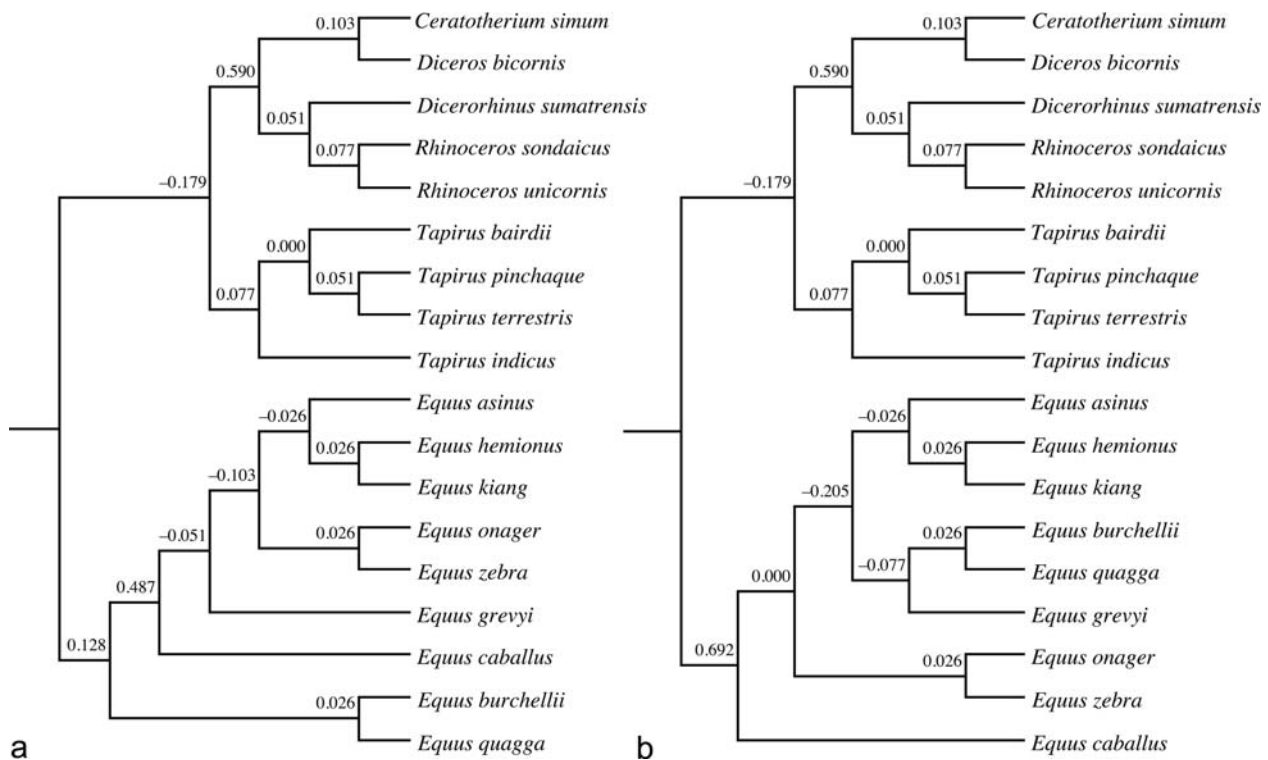 0.103
Ceratotherium simum
Diceros bicornis
0.590
0.051
Dicerorhinus sumatrensis
0.077
Rhinoceros sondaicus
Rhinoceros unicornis
–0.179
0.000
Tapirus bairdii
0.051
Tapirus pinchaque
Tapirus terrestris
0.077
Tapirus indicus
–0.026
Equus asinus
0.026
Equus hemionus
Equus kiang
–0.103
0.026
Equus onager
Equus zebra
–0.051
Equus grevyi
0.487
Equus caballus
0.128
0.026
Equus burchellii
Equus quagga
a
0.103
Ceratotherium simum
Diceros bicornis
0.590
0.051
Dicerorhinus sumatrensis
0.077
Rhinoceros sondaicus
Rhinoceros unicornis
–0.179
0.000
Tapirus bairdii
0.051
Tapirus pinchaque
Tapirus terrestris
0.077
Tapirus indicus
–0.026
Equus asinus
0.026
Equus hemionus
Equus kiang
–0.205
0.026
Equus burchellii
Equus quagga
–0.077
Equus grevyi
0.000
0.026
Equus onager
Equus zebra
0.692
Equus caballus
b